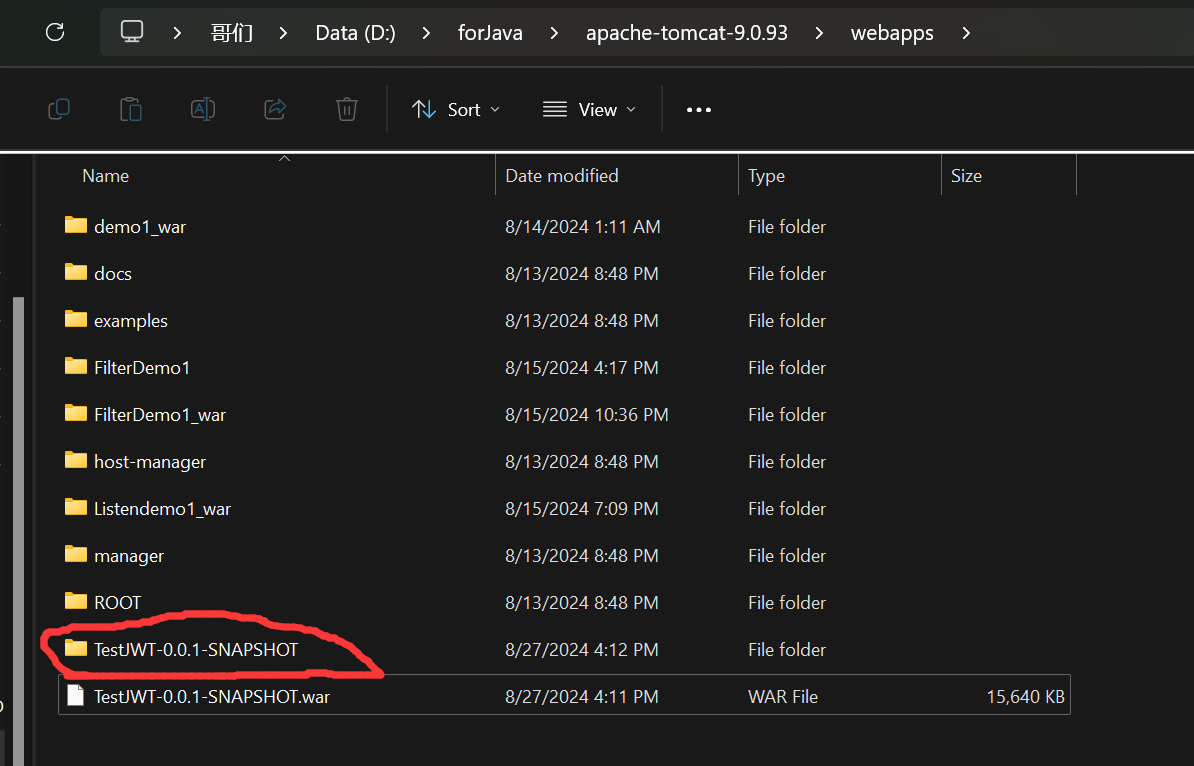 哥们 Data (D:) forJava apache-tomcat-9.0.93 webapps
Sort View
Name Date modified Type Size
demo1_war 8/14/2024 1:11 AM File folder
docs 8/13/2024 8:48 PM File folder
examples 8/13/2024 8:48 PM File folder
FilterDemo1 8/15/2024 4:17 PM File folder
FilterDemo1_war 8/15/2024 10:36 PM File folder
host-manager 8/13/2024 8:48 PM File folder
Listendemo1_war 8/15/2024 7:09 PM File folder
manager 8/13/2024 8:48 PM File folder
ROOT 8/13/2024 8:48 PM File folder
TestJWT-0.0.1-SNAPSHOT 8/27/2024 4:12 PM File folder
TestJWT-0.0.1-SNAPSHOT.war 8/27/2024 4:11 PM WAR File 15,640 KB